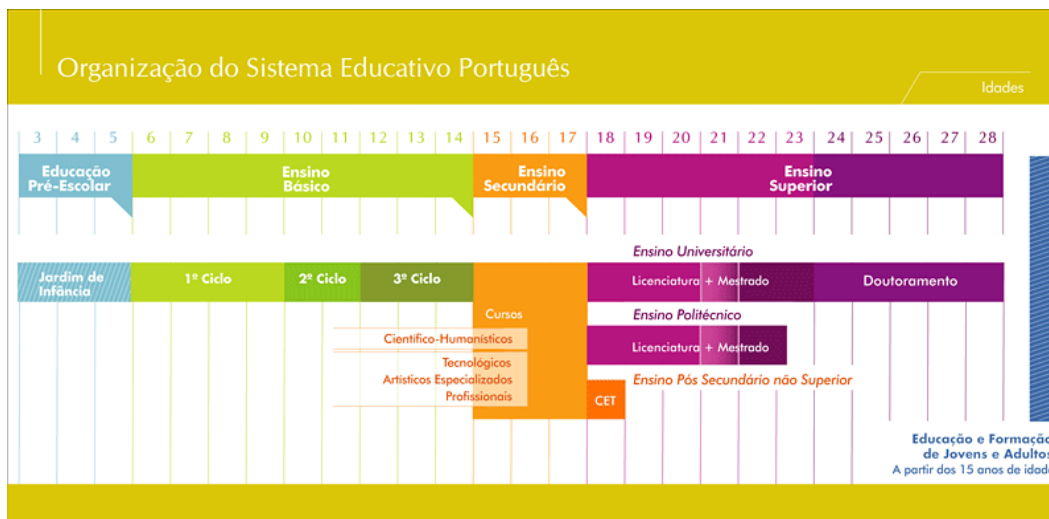 Organização do Sistema Educativo Português
Idades
3 4 5 6 7 8 9 10 11 12 13 14 15 16 17 18 19 20 21 22 23 24 25 26 27 28
Educação
Pré-Escolar
Ensino
Básico
Ensino
Secundário
Ensino
Superior
Ensino Universitário
Jardim de
Infância
1º Ciclo
2º Ciclo
3º Ciclo
Licenciatura + Mestrado
Doutoramento
Cursos
Científico-Humanísticos
Tecnológicos
Artísticos Especializados
Profissionais
Ensino Politécnico
Licenciatura + Mestrado
Ensino Pós Secundário não Superior
CET
Educação e Formação
de Jovens e Adultos
A partir dos 15 anos de idade